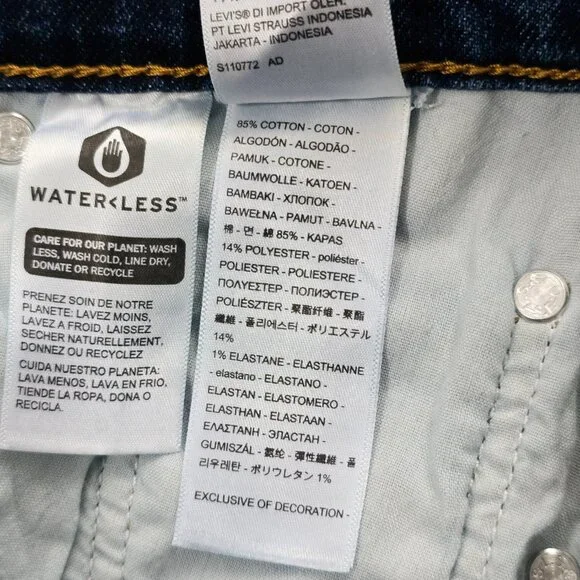 LEVI'S® DI IMPORT OLEH:
PT LEVI STRAUSS INDONESIA
JAKARTA - INDONESIA
S110772 AD
WATER<LESS™
CARE FOR OUR PLANET: WASH
LESS, WASH COLD, LINE DRY,
DONATE OR RECYCLE
PRENEZ SOIN DE NOTRE
PLANETE: LAVEZ MOINS,
LAVEZ A FROID, LAISSEZ
SECHER NATURELLEMENT,
DONNEZ OU RECYCLEZ
CUIDA NUESTRO PLANETA:
LAVA MENOS, LAVA EN FRIO,
TIENDE LA ROPA, DONA O
RECICLA.
85% COTTON - COTON -
ALGODÓN - ALGODÃO -
PAMUK - COTONE -
BAUMWOLLE - KATOEN -
BAMBAKI - ХЛОПОК -
BAWEŁNA - PAMUT - BAVLNA -
棉 - 면 - 綿 85% - KAPAS
14% POLYESTER - poliéster -
POLIESTER - POLIESTERE -
ΠΟΛΥΕΣΤΕΡ - ПОЛИЭСТЕР -
POLIÉSZTER - 聚酯纤维 - 聚酯
纖維 - 폴리에스터 - ポリエステル
14%
1% ELASTANE - ELASTHANNE
- elastano - ELASTANO -
ELASTAN - ELASTOMERO -
ELASTHAN - ELASTAAN -
ΕΛΑΣΤΑΝΗ - ЭЛАСТАН -
GUMISZÁL - 氨纶 - 彈性纖維 - 폴
리우레탄 - ポリウレタン 1%
EXCLUSIVE OF DECORATION -